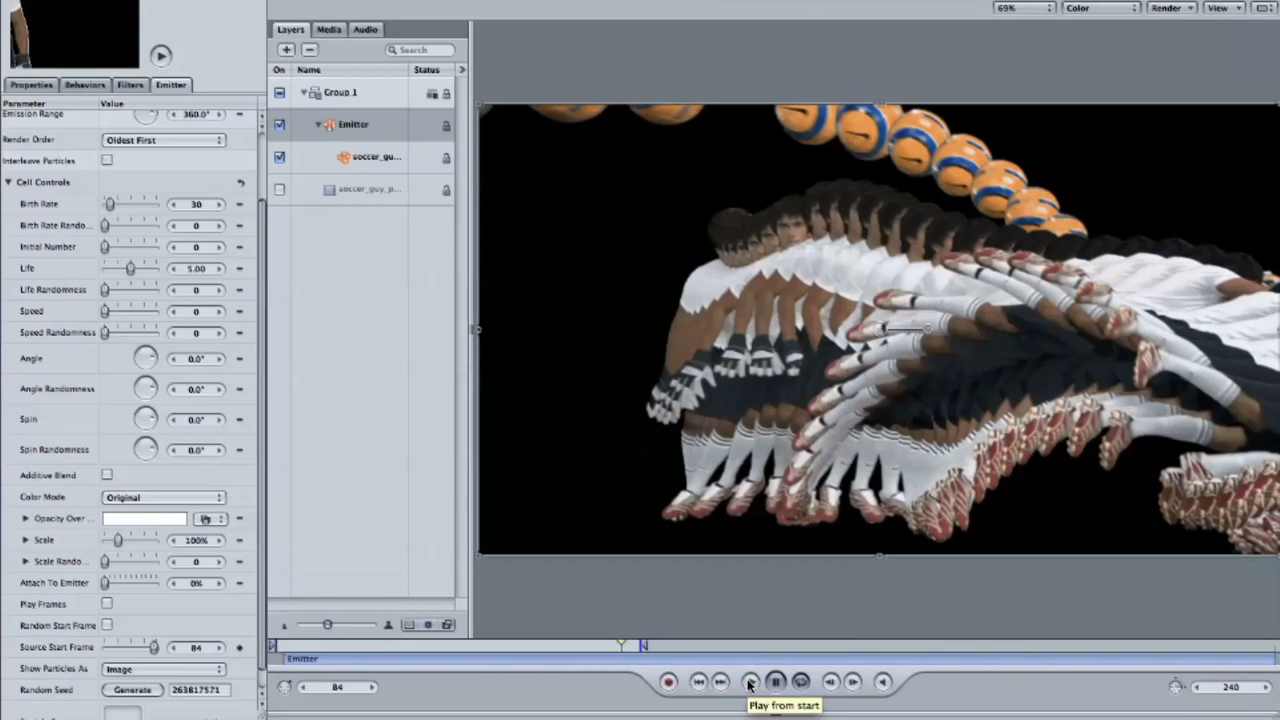 69%
Color
Render
View
Layers
Media
Audio
Search
On
Name
Status
Group 1
Emitter
soccer_gu...
soccer_guy_p...
Properties
Behaviors
Filters
Emitter
Parameter
Value
Emission Range
360.0°
Render Order
Oldest First
Interleave Particles
Cell Controls
Birth Rate
30
Birth Rate Rando...
0
Initial Number
0
Life
5.00
Life Randomness
0
Speed
0
Speed Randomness
0
Angle
0.0°
Angle Randomness
0.0°
Spin
0.0°
Spin Randomness
0.0°
Additive Blend
Color Mode
Original
Opacity Over ...
Scale
100%
Scale Rando...
0
Attach To Emitter
0%
Play Frames
Random Start Frame
Source Start Frame
84
Show Particles As
Image
Random Seed
Generate
263817571
Emitter
84
240
Play from start